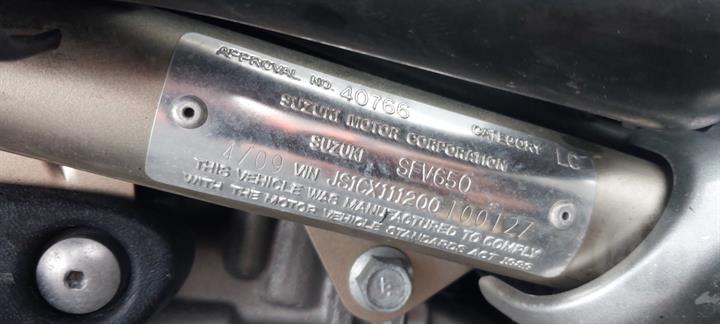 APPROVAL NO. 40766 CATEGORY LC
SUZUKI MOTOR CORPORATION
SUZUKI SFV650
4/09 VIN JS1CX111200100127
THIS VEHICLE WAS MANUFACTURED TO COMPLY
WITH THE MOTOR VEHICLE STANDARDS ACT 1989